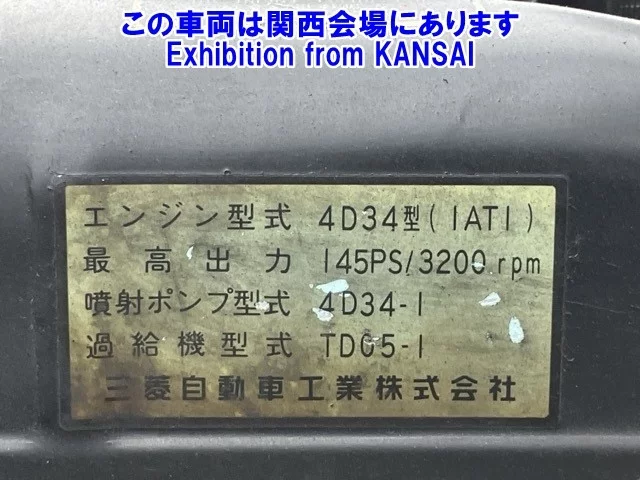 この車両は関西会場にあります
Exhibition from KANSAI
エンジン型式 4D34型(1AT1)
最高出力 145PS/3200.rpm
噴射ポンプ型式 4D34-1
過給機型式 TD05-1
三菱自動車工業株式会社